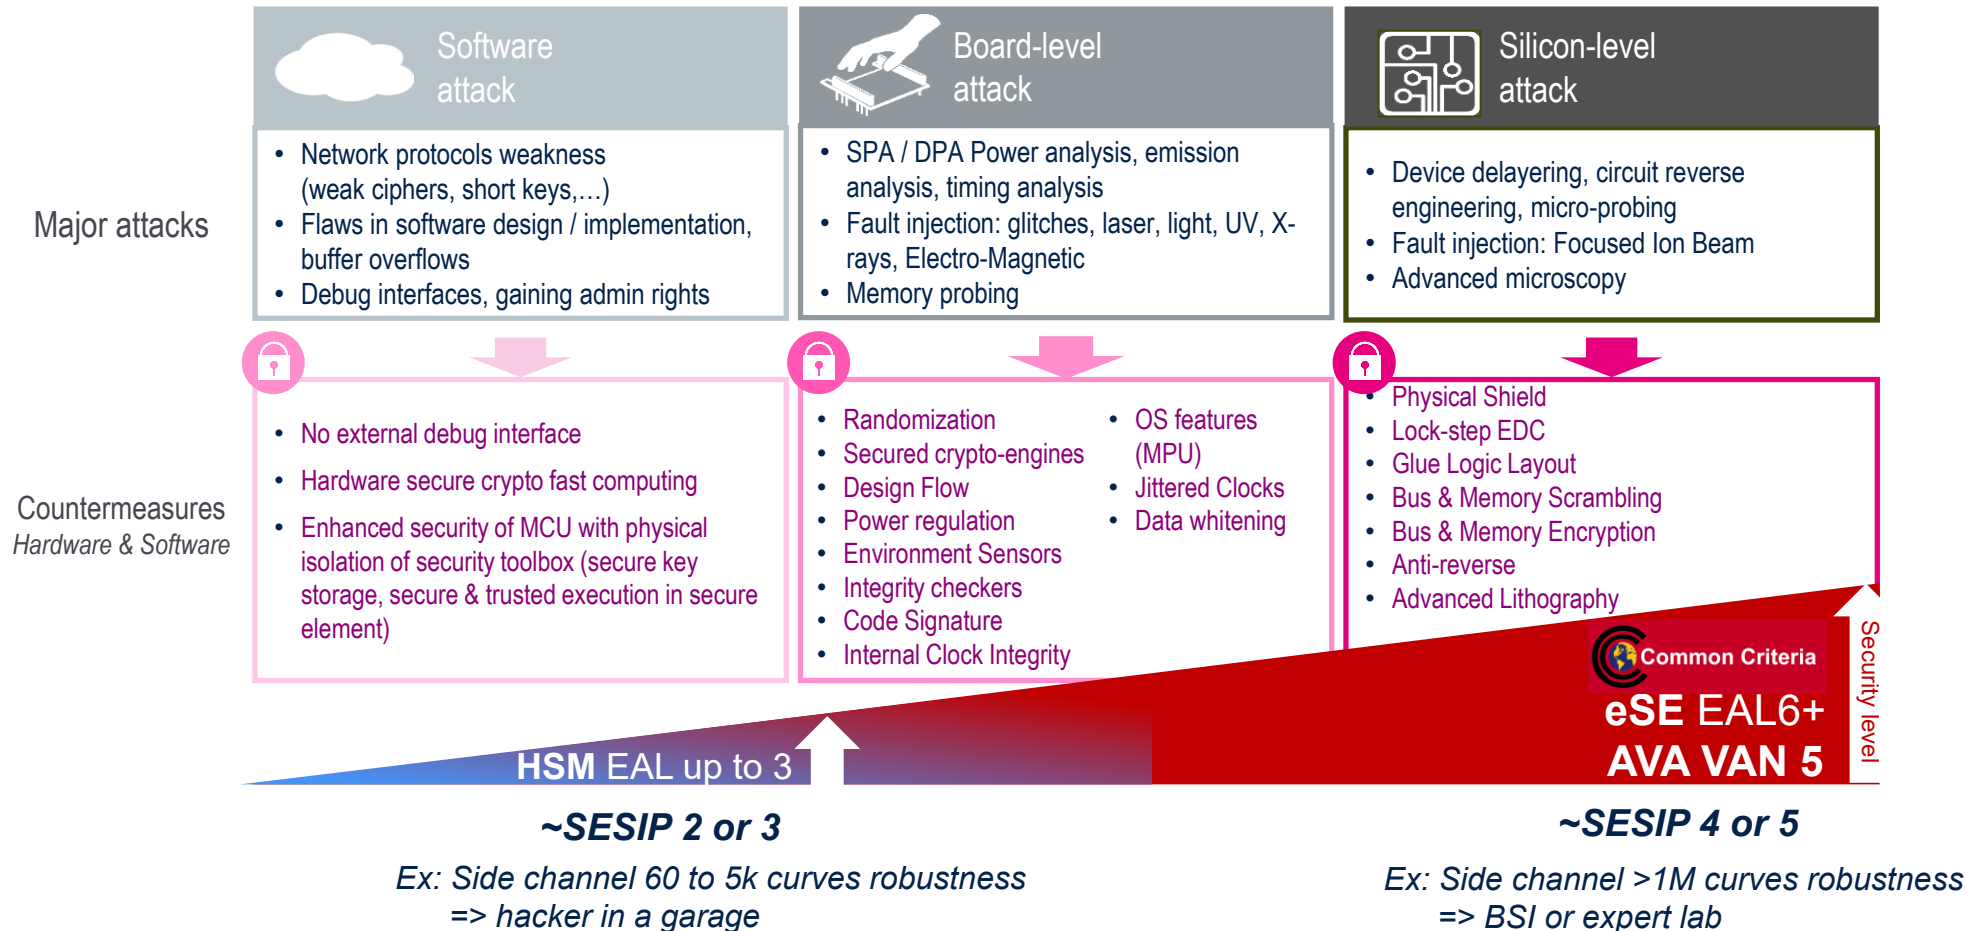 Software
attack
Board-level
attack
Silicon-level
attack
Major attacks
• Network protocols weakness
(weak ciphers, short keys,…)
• Flaws in software design / implementation,
buffer overflows
• Debug interfaces, gaining admin rights
• SPA / DPA Power analysis, emission
analysis, timing analysis
• Fault injection: glitches, laser, light, UV, X-
rays, Electro-Magnetic
• Memory probing
• Device delayering, circuit reverse
engineering, micro-probing
• Fault injection: Focused Ion Beam
• Advanced microscopy
Countermeasures
Hardware & Software
• No external debug interface
• Hardware secure crypto fast computing
• Enhanced security of MCU with physical
isolation of security toolbox (secure key
storage, secure & trusted execution in secure
element)
• Randomization
• Secured crypto-engines
• Design Flow
• Power regulation
• Environment Sensors
• Integrity checkers
• Code Signature
• Internal Clock Integrity
• OS features
(MPU)
• Jittered Clocks
• Data whitening
• Physical Shield
• Lock-step EDC
• Glue Logic Layout
• Bus & Memory Scrambling
• Bus & Memory Encryption
• Anti-reverse
• Advanced Lithography
Common Criteria
eSE EAL6+
AVA VAN 5
Security level
HSM EAL up to 3
~SESIP 2 or 3
Ex: Side channel 60 to 5k curves robustness
=> hacker in a garage
~SESIP 4 or 5
Ex: Side channel >1M curves robustness
=> BSI or expert lab